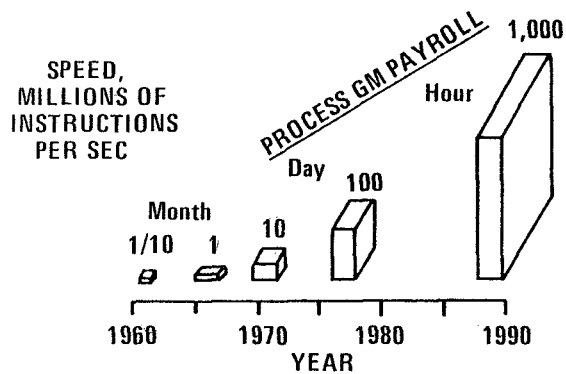 1,000
PROCESS GM PAYROLL
SPEED,
MILLIONS OF
INSTRUCTIONS
PER SEC
Hour
Day
100
Month
10
1/10 1
1960 1970 1980 1990
YEAR